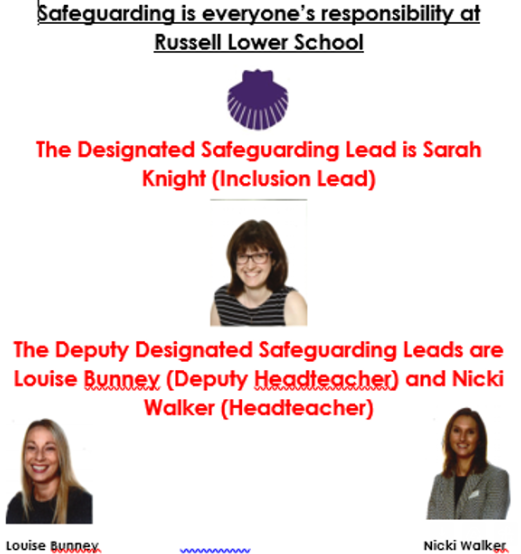 Safeguarding is everyone's responsibility at
Russell Lower School
The Designated Safeguarding Lead is Sarah
Knight (Inclusion Lead)
The Deputy Designated Safeguarding Leads are
Louise Bunney (Deputy Headteacher) and Nicki
Walker (Headteacher)
Louise Bunney
Nicki Walker